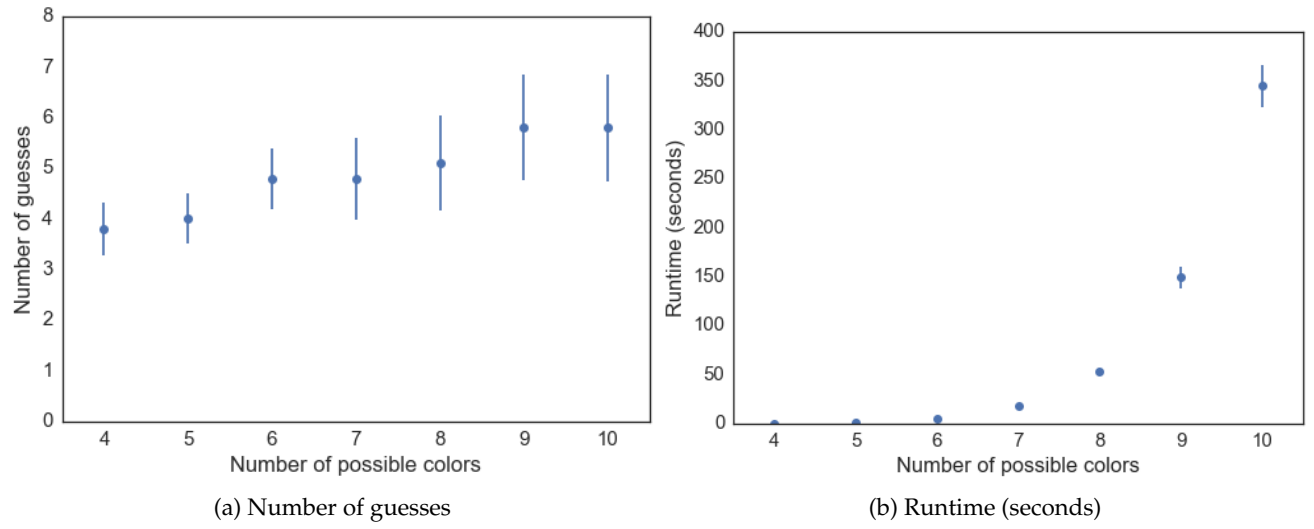 8
7
6
5
4
3
2
1
0
Number of guesses
4 5 6 7 8 9 10
Number of possible colors
(a) Number of guesses
400
350
300
250
200
150
100
50
0
Runtime (seconds)
4 5 6 7 8 9 10
Number of possible colors
(b) Runtime (seconds)